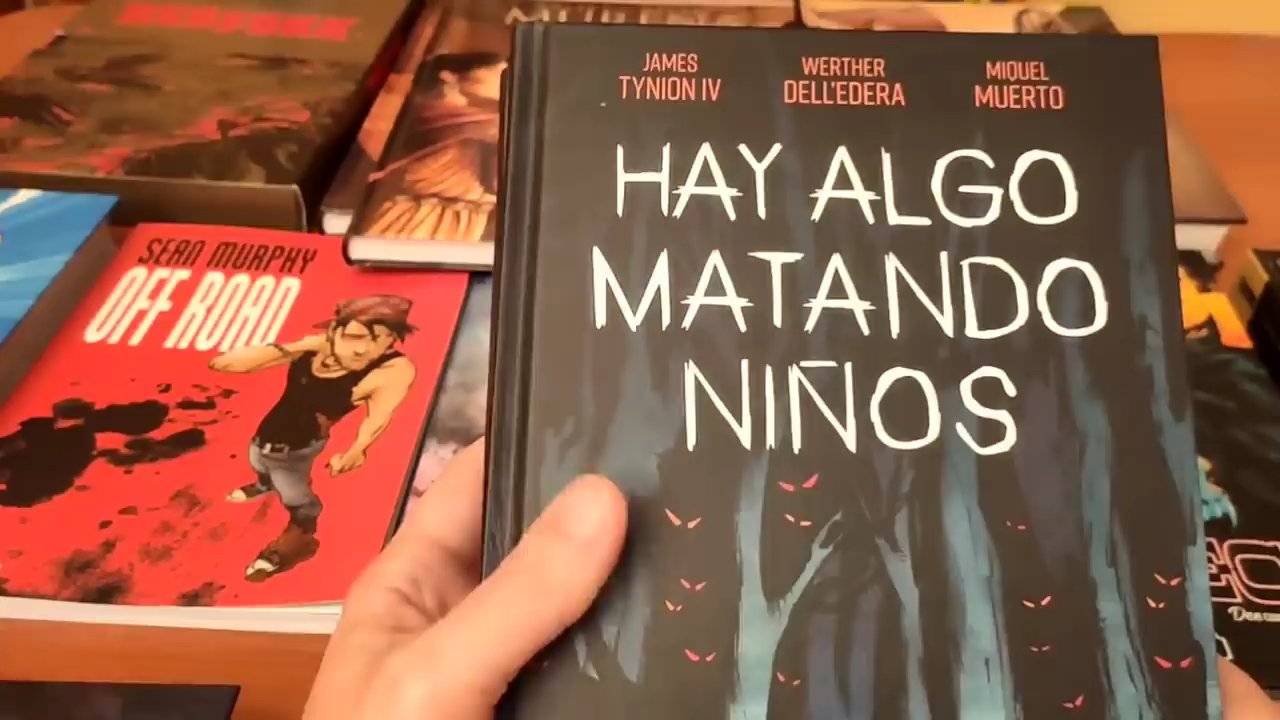 JAMES
TYNION IV
WERTHER
DELL'EDERA
MIQUEL
MUERTO
HAY ALGO
MATANDO
NIÑOS
SEAN MURPHY
OFF ROAD